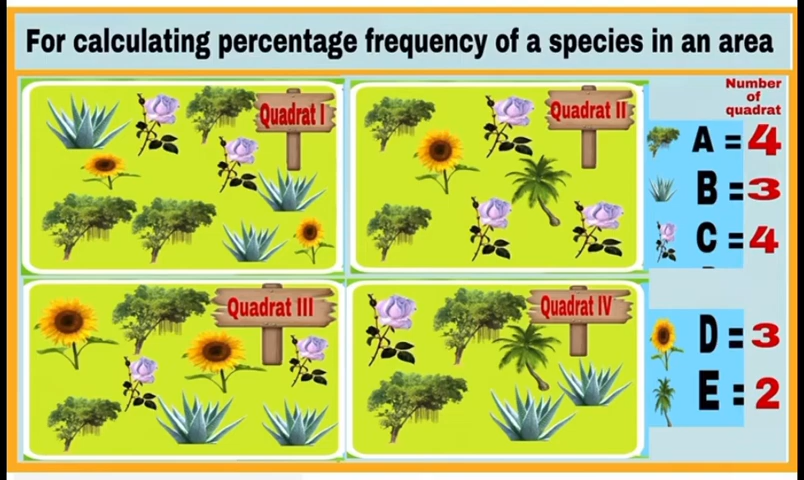 For calculating percentage frequency of a species in an area
Number
of
quadrat
Quadrat I
Quadrat II
A = 4
B = 3
C = 4
Quadrat III
Quadrat IV
D = 3
E = 2